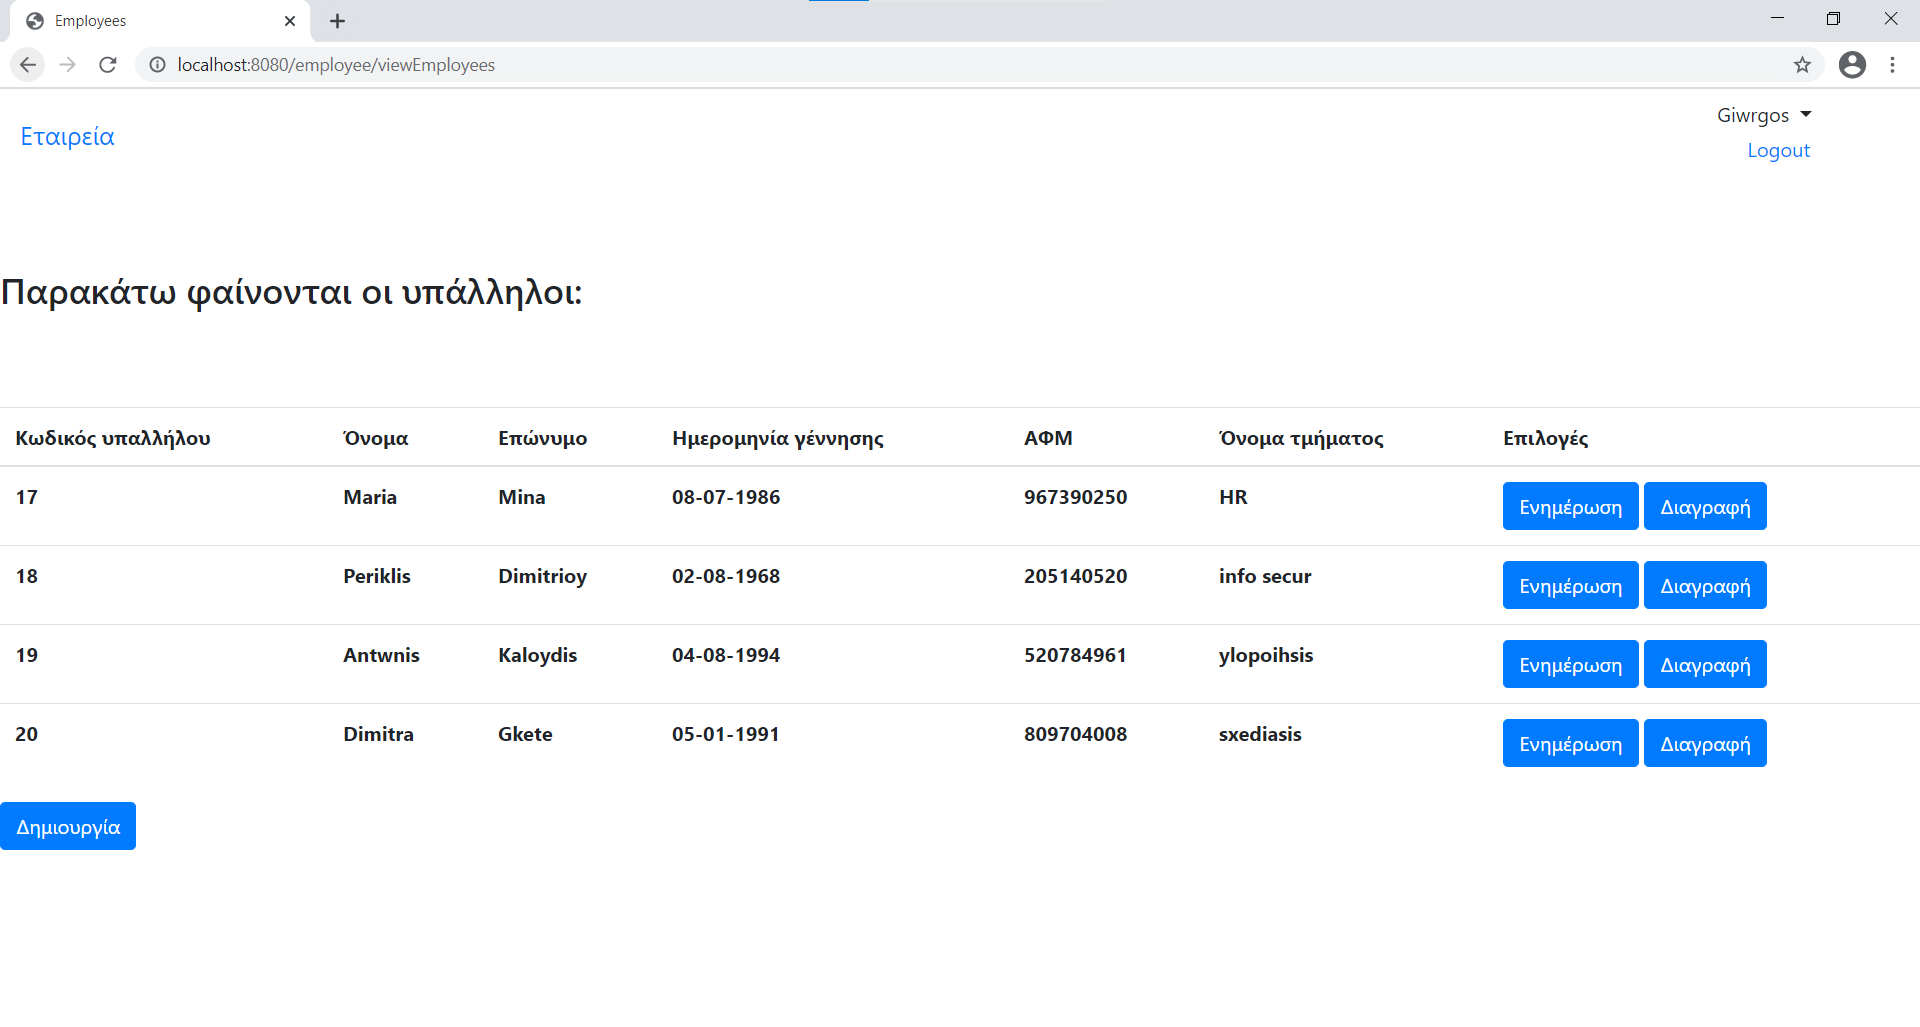 Employees
localhost:8080/employee/viewEmployees
Εταιρεία
Giwrgos
Logout
Παρακάτω φαίνονται οι υπάλληλοι:
Κωδικός υπαλλήλου Όνομα Επώνυμο Ημερομηνία γέννησης ΑΦΜ Όνομα τμήματος Επιλογές
17 Maria Mina 08-07-1986 967390250 HR Ενημέρωση Διαγραφή
18 Periklis Dimitrioy 02-08-1968 205140520 info secur Ενημέρωση Διαγραφή
19 Antwnis Kaloydis 04-08-1994 520784961 ylopoihsis Ενημέρωση Διαγραφή
20 Dimitra Gkete 05-01-1991 809704008 sxediasis Ενημέρωση Διαγραφή
Δημιουργία